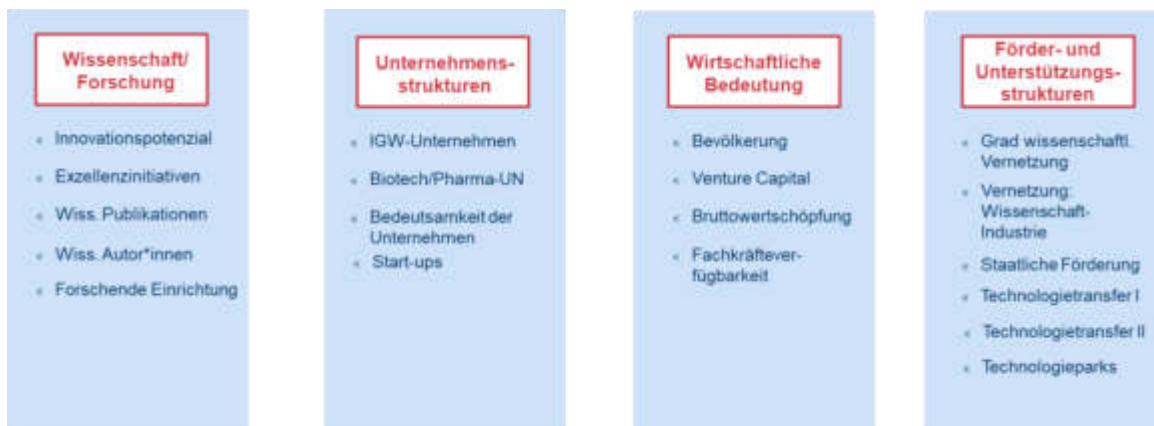 Wissenschaft/
Forschung
Innovationspotenzial
Exzellenzinitiativen
Wiss. Publikationen
Wiss. Autor*innen
Forschende Einrichtung
Unternehmens-
strukturen
IGW-Unternehmen
Biotech/Pharma-UN
Bedeutsamkeit der
Unternehmen
Start-ups
Wirtschaftliche
Bedeutung
Bevölkerung
Venture Capital
Bruttowertschöpfung
Fachkräftever-
fügbarkeit
Förder- und
Unterstützungs-
strukturen
Grad wissenschaftl.
Vernetzung
Vernetzung:
Wissenschaft-
Industrie
Staatliche Förderung
Technologietransfer I
Technologietransfer II
Technologieparks